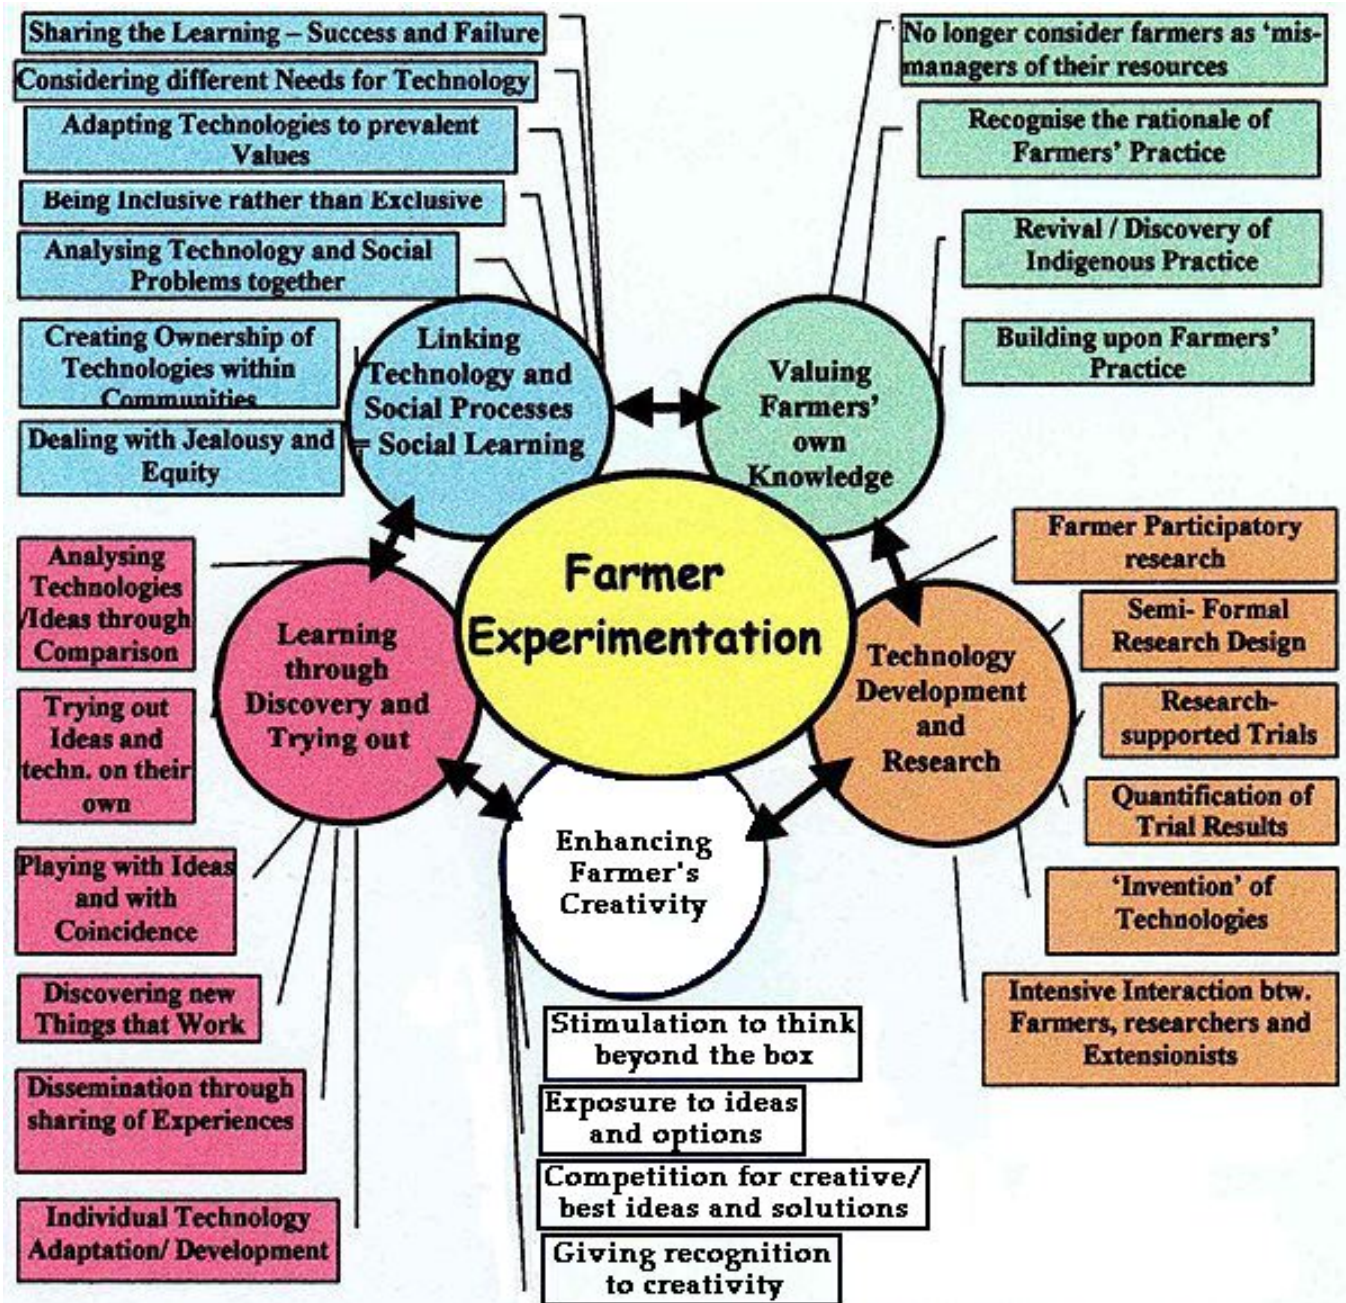 Sharing the Learning – Success and Failure
Considering different Needs for Technology
Adapting Technologies to prevalent
Values
Being Inclusive rather than Exclusive
Analysing Technology and Social
Problems together
Creating Ownership of
Technologies within
Communities
Dealing with Jealousy and
Equity
No longer consider farmers as ‘mis-
managers of their resources
Recognise the rationale of
Farmers’ Practice
Revival / Discovery of
Indigenous Practice
Building upon Farmers’
Practice
Linking
Technology and
Social Processes
= Social Learning
Valuing
Farmers’
own
Knowledge
Farmer
Experimentation
Learning
through
Discovery and
Trying out
Technology
Development
and
Research
Enhancing
Farmer's
Creativity
Analysing
Technologies
/Ideas through
Comparison
Trying out
Ideas and
techn. on their
own
Playing with Ideas
and with
Coincidence
Discovering new
Things that Work
Dissemination through
sharing of Experiences
Individual Technology
Adaptation/ Development
Farmer Participatory
research
Semi- Formal
Research Design
Research-
supported Trials
Quantification of
Trial Results
‘Invention’ of
Technologies
Intensive Interaction btw.
Farmers, researchers and
Extensionists
Stimulation to think
beyond the box
Exposure to ideas
and options
Competition for creative/
best ideas and solutions
Giving recognition
to creativity